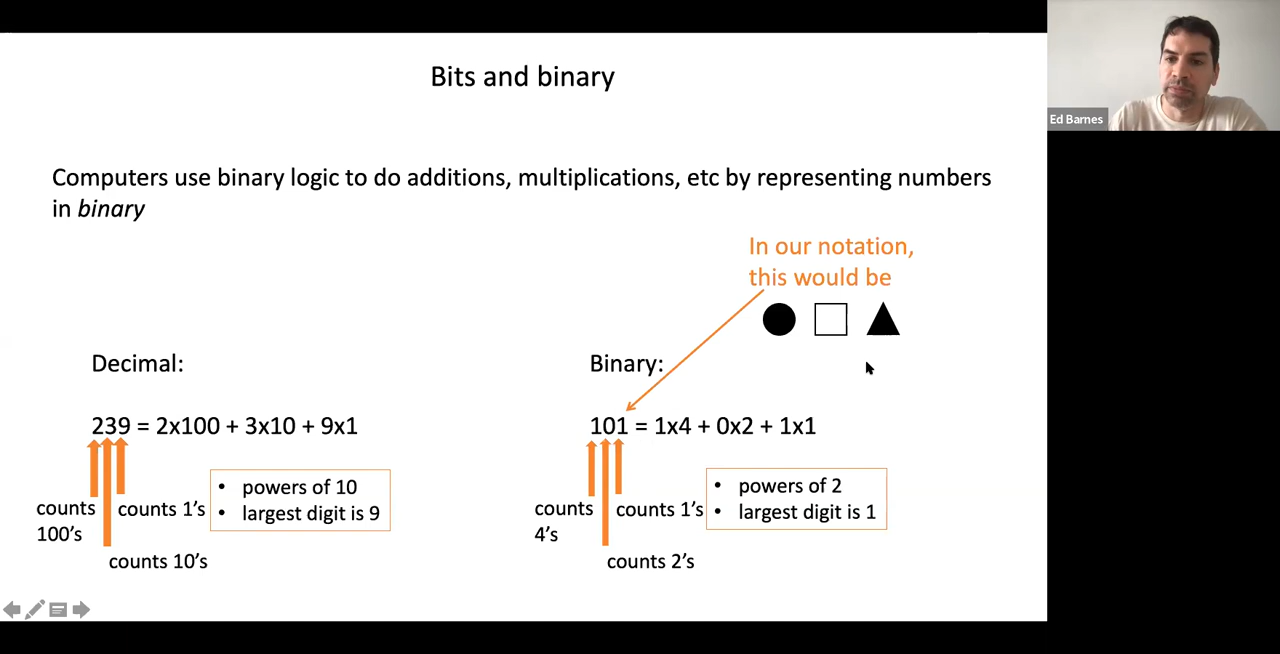 Bits and binary
Ed Barnes
Computers use binary logic to do additions, multiplications, etc by representing numbers
in binary
In our notation,
this would be
Decimal:
239 = 2x100 + 3x10 + 9x1
counts
100's
counts 1's
counts 10's
• powers of 10
• largest digit is 9
Binary:
101 = 1x4 + 0x2 + 1x1
counts
4's
counts 1's
counts 2's
• powers of 2
• largest digit is 1